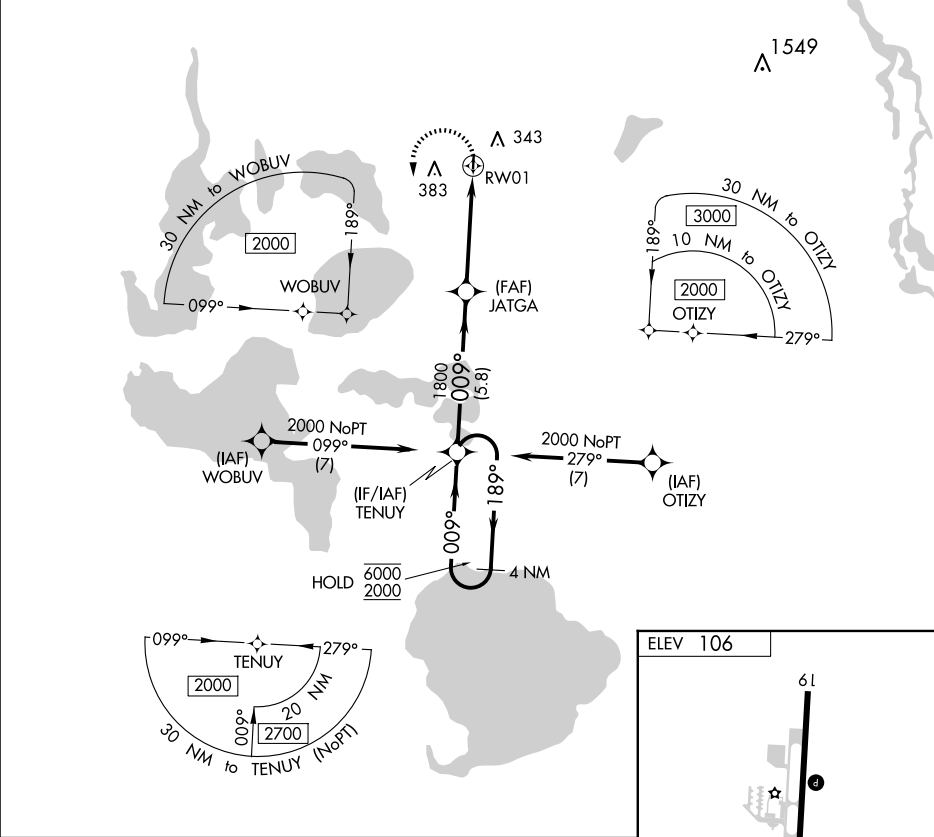 1549
343
383
RW01
30 NM to WOBUV
189°
2000
WOBUV
099°
30 NM to OTIZY
3000
10 NM to OTIZY
189°
2000
OTIZY
279°
(FAF)
JATGA
1800
009°
(5.8)
2000 NoPT
099°
(7)
(IAF)
WOBUV
2000 NoPT
279°
(7)
(IAF)
OTIZY
(IF/IAF)
TENUY
189°
009°
HOLD
6000
2000
4 NM
099°
TENUY
279°
2000
20 NM
009°
2700
30 NM to TENUY (NoPT)
ELEV 106
19
P